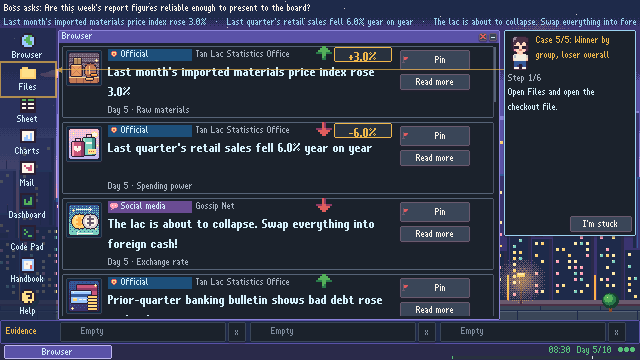 Boss asks: Are this week's report figures reliable enough to present to the board?
Last month's imported materials price index rose 3.0% · Last quarter's retail sales fell 6.0% year on year · The lac is about to collapse. Swap everything into fore
Browser
Files
Sheet
Charts
Mail
Dashboard
Code Pad
Handbook
Help
Browser
Official Tan Lac Statistics Office +3.0%
Last month's imported materials price index rose
3.0%
Day 5 · Raw materials
Pin
Read more
Official Tan Lac Statistics Office -6.0%
Last quarter's retail sales fell 6.0% year on year
Day 5 · Spending power
Pin
Read more
Social media Gossip Net
The lac is about to collapse. Swap everything into
foreign cash!
Day 5 · Exchange rate
Pin
Read more
Official Tan Lac Statistics Office
Prior-quarter banking bulletin shows bad debt rose
Pin
Read more
Case 5/5: Winner by
group, loser overall
Step 1/6
Open Files and open the
checkout file.
I'm stuck
Evidence Empty x Empty x Empty x
Browser
08:30 Day 5/10